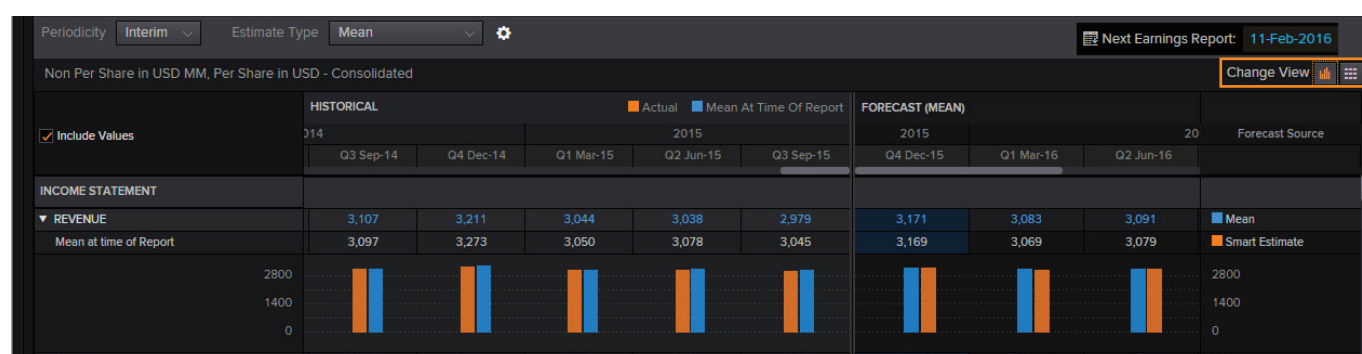 Periodicity Interim Estimate Type Mean
Next Earnings Report: 11-Feb-2016
Non Per Share in USD MM, Per Share in USD - Consolidated
Change View
HISTORICAL Actual Mean At Time Of Report FORECAST (MEAN)
Include Values 014 2015 2015 20 Forecast Source
Q3 Sep-14 Q4 Dec-14 Q1 Mar-15 Q2 Jun-15 Q3 Sep-15 Q4 Dec-15 Q1 Mar-16 Q2 Jun-16
INCOME STATEMENT
REVENUE 3,107 3,211 3,044 3,038 2,979 3,171 3,083 3,091 Mean
Mean at time of Report 3,097 3,273 3,050 3,078 3,045 3,169 3,069 3,079 Smart Estimate
2800 2800
1400 1400
0 0